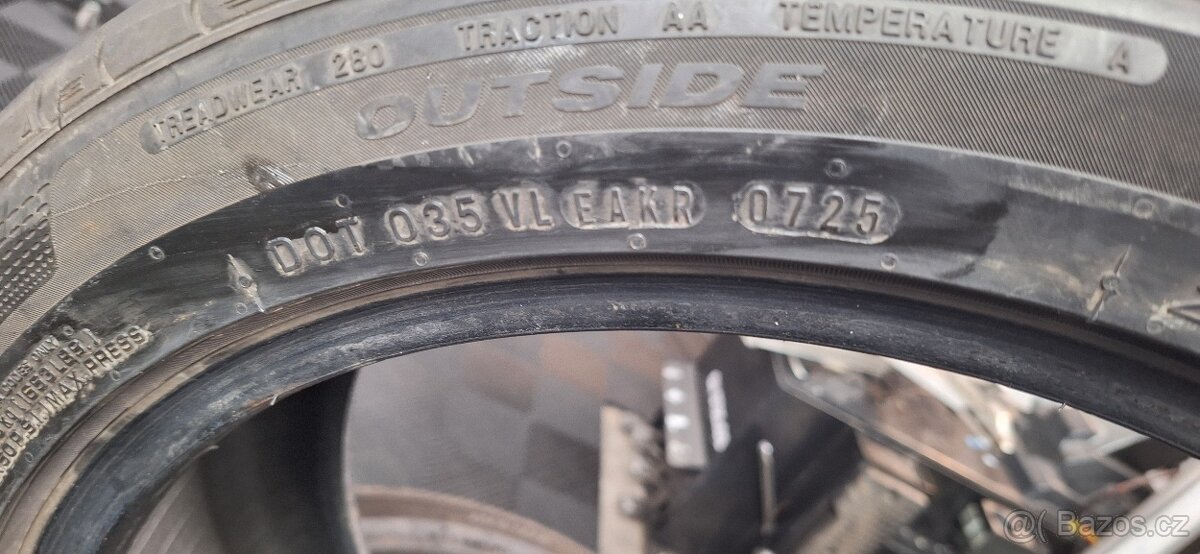 TREADWEAR 280 TRACTION AA TEMPERATURE A
OUTSIDE
DOT 035 VL EAKR 0725
MAX.PRESS
@( Bazos.cz